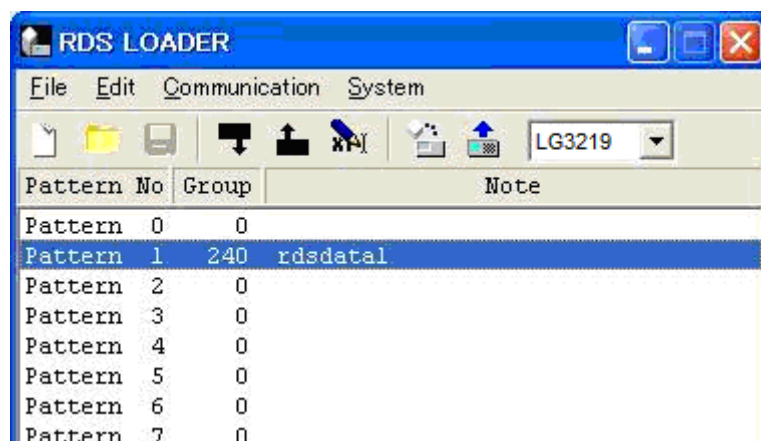 RDS LOADER
File Edit Communication System
LG3219
Pattern No Group Note
Pattern 0 0
Pattern 1 240 rdsdata1
Pattern 2 0
Pattern 3 0
Pattern 4 0
Pattern 5 0
Pattern 6 0
Pattern 7 0